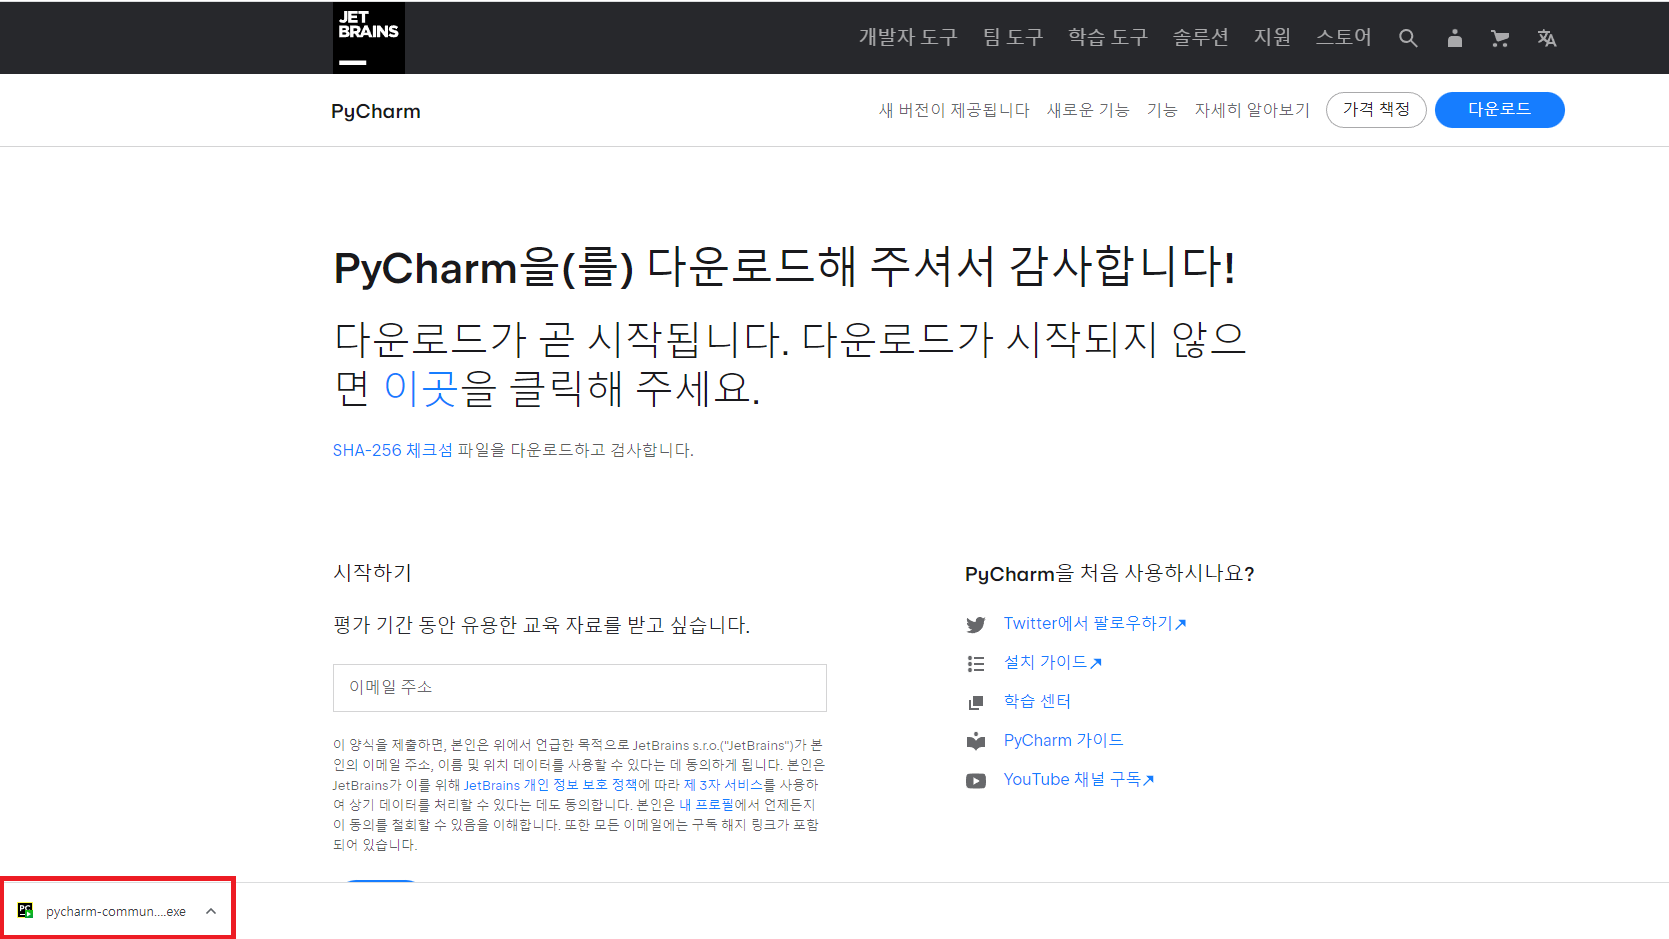 JET
BRAINS
개발자 도구 팀 도구 학습 도구 솔루션 지원 스토어
PyCharm
새 버전이 제공됩니다 새로운 기능 기능 자세히 알아보기 가격 책정 다운로드
PyCharm을(를) 다운로드해 주셔서 감사합니다!
다운로드가 곧 시작됩니다. 다운로드가 시작되지 않으
면 이곳을 클릭해 주세요.
SHA-256 체크섬 파일을 다운로드하고 검사합니다.
시작하기
평가 기간 동안 유용한 교육 자료를 받고 싶습니다.
이메일 주소
이 양식을 제출하면, 본인은 위에서 언급한 목적으로 JetBrains s.r.o.("JetBrains")가 본
인의 이메일 주소, 이름 및 위치 데이터를 사용할 수 있다는 데 동의하게 됩니다. 본인은
JetBrains가 이를 위해 JetBrains 개인 정보 보호 정책에 따라 제 3자 서비스를 사용하
여 상기 데이터를 처리할 수 있다는 데도 동의합니다. 본인은 내 프로필에서 언제든지
이 동의를 철회할 수 있음을 이해합니다. 또한 모든 이메일에는 구독 해지 링크가 포함
되어 있습니다.
PyCharm을 처음 사용하시나요?
Twitter에서 팔로우하기
설치 가이드
학습 센터
PyCharm 가이드
YouTube 채널 구독
PC
pycharm-commun....exe